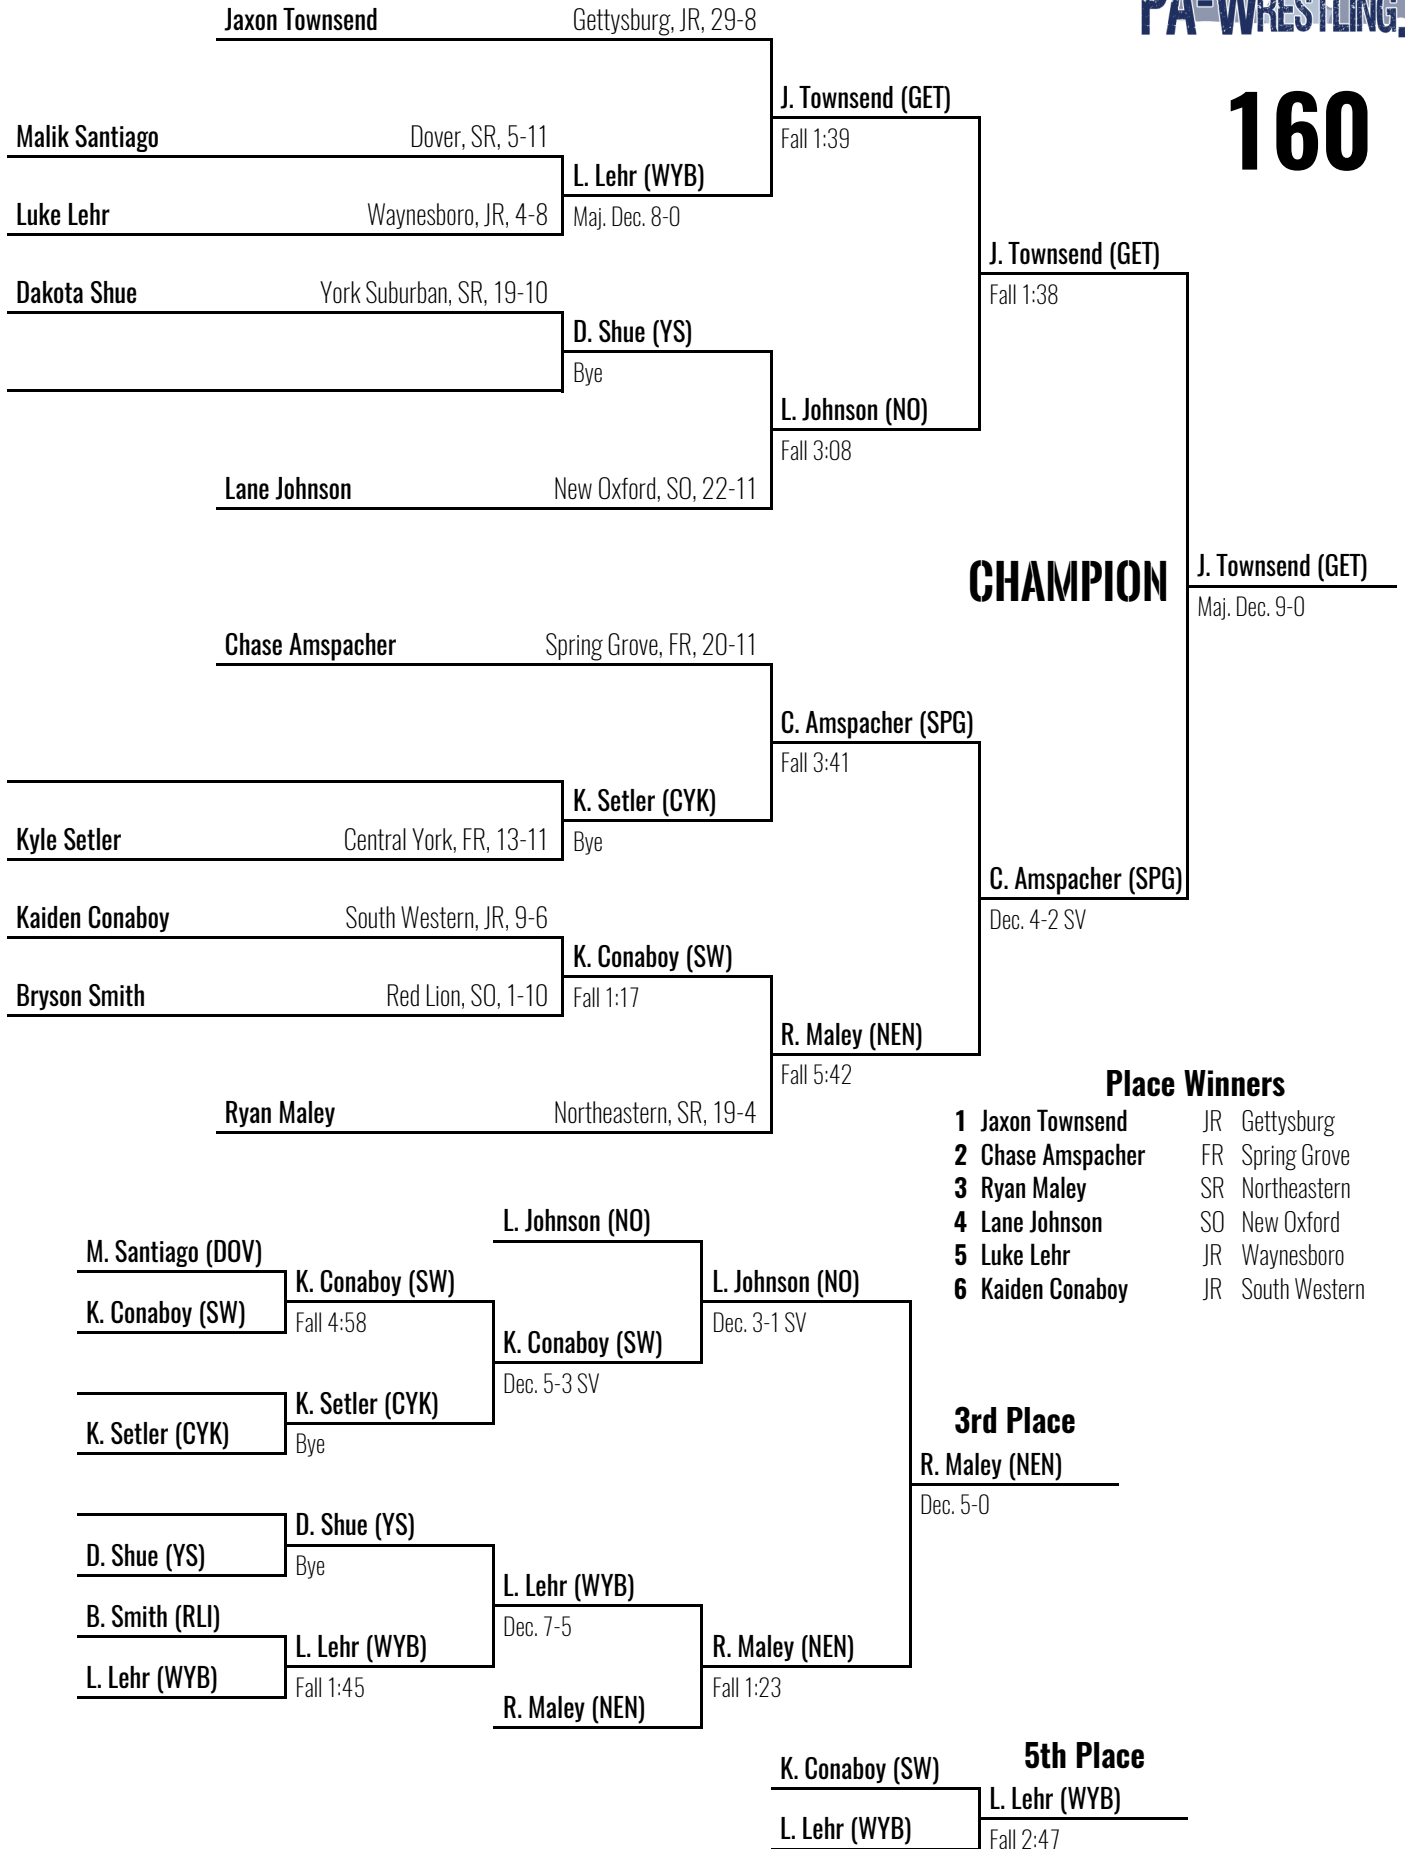 Jaxon Townsend Gettysburg, JR, 29-8
PA-WRESTLING.
160
J. Townsend (GET)
Fall 1:39
Malik Santiago Dover, SR, 5-11
L. Lehr (WYB)
Maj. Dec. 8-0
Luke Lehr Waynesboro, JR, 4-8
J. Townsend (GET)
Fall 1:38
Dakota Shue York Suburban, SR, 19-10
D. Shue (YS)
Bye
L. Johnson (NO)
Fall 3:08
Lane Johnson New Oxford, SO, 22-11
CHAMPION
J. Townsend (GET)
Maj. Dec. 9-0
Chase Amspacher Spring Grove, FR, 20-11
C. Amspacher (SPG)
Fall 3:41
K. Setler (CYK)
Bye
Kyle Setler Central York, FR, 13-11
C. Amspacher (SPG)
Dec. 4-2 SV
Kaiden Conaboy South Western, JR, 9-6
K. Conaboy (SW)
Fall 1:17
Bryson Smith Red Lion, SO, 1-10
R. Maley (NEN)
Fall 5:42
Ryan Maley Northeastern, SR, 19-4
Place Winners
1 Jaxon Townsend JR Gettysburg
2 Chase Amspacher FR Spring Grove
3 Ryan Maley SR Northeastern
4 Lane Johnson SO New Oxford
5 Luke Lehr JR Waynesboro
6 Kaiden Conaboy JR South Western
L. Johnson (NO)
M. Santiago (DOV)
K. Conaboy (SW)
Fall 4:58
K. Conaboy (SW)
L. Johnson (NO)
Dec. 3-1 SV
K. Conaboy (SW)
Dec. 5-3 SV
K. Setler (CYK)
Bye
K. Setler (CYK)
3rd Place
R. Maley (NEN)
Dec. 5-0
D. Shue (YS)
Bye
D. Shue (YS)
L. Lehr (WYB)
Dec. 7-5
B. Smith (RLI)
L. Lehr (WYB)
Fall 1:45
L. Lehr (WYB)
R. Maley (NEN)
Fall 1:23
R. Maley (NEN)
5th Place
K. Conaboy (SW)
L. Lehr (WYB)
Fall 2:47
L. Lehr (WYB)